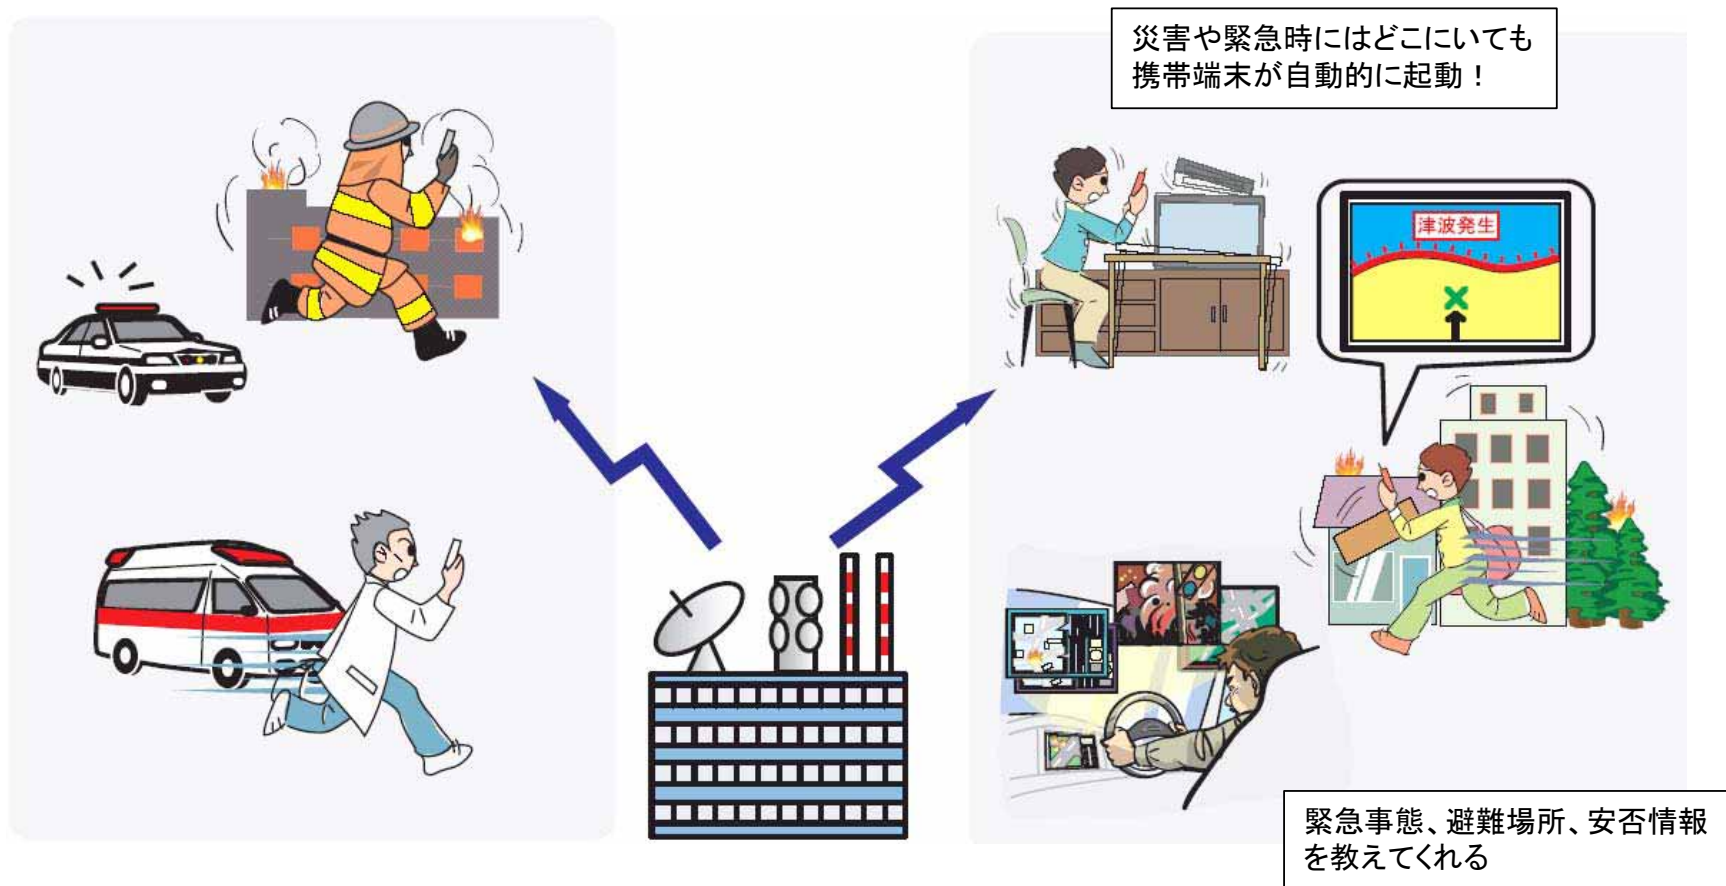 災害や緊急時にはどこにいても
携帯端末が自動的に起動！
津波発生
緊急事態、避難場所、安否情報
を教えてくれる